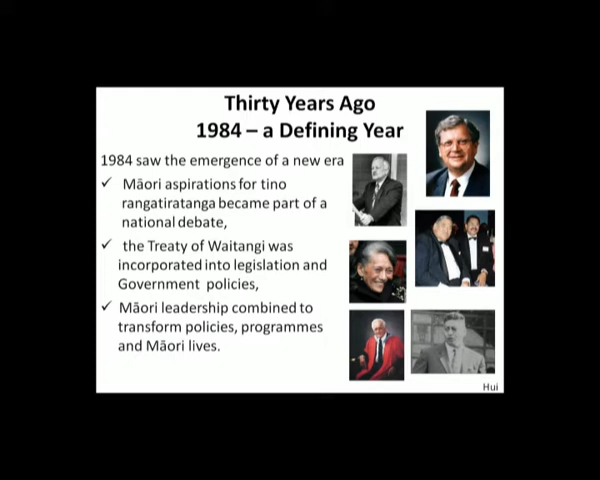 Thirty Years Ago
1984 – a Defining Year
1984 saw the emergence of a new era
✓ Māori aspirations for tino
rangatiratanga became part of a
national debate,
✓ the Treaty of Waitangi was
incorporated into legislation and
Government policies,
✓ Māori leadership combined to
transform policies, programmes
and Māori lives.
Hui